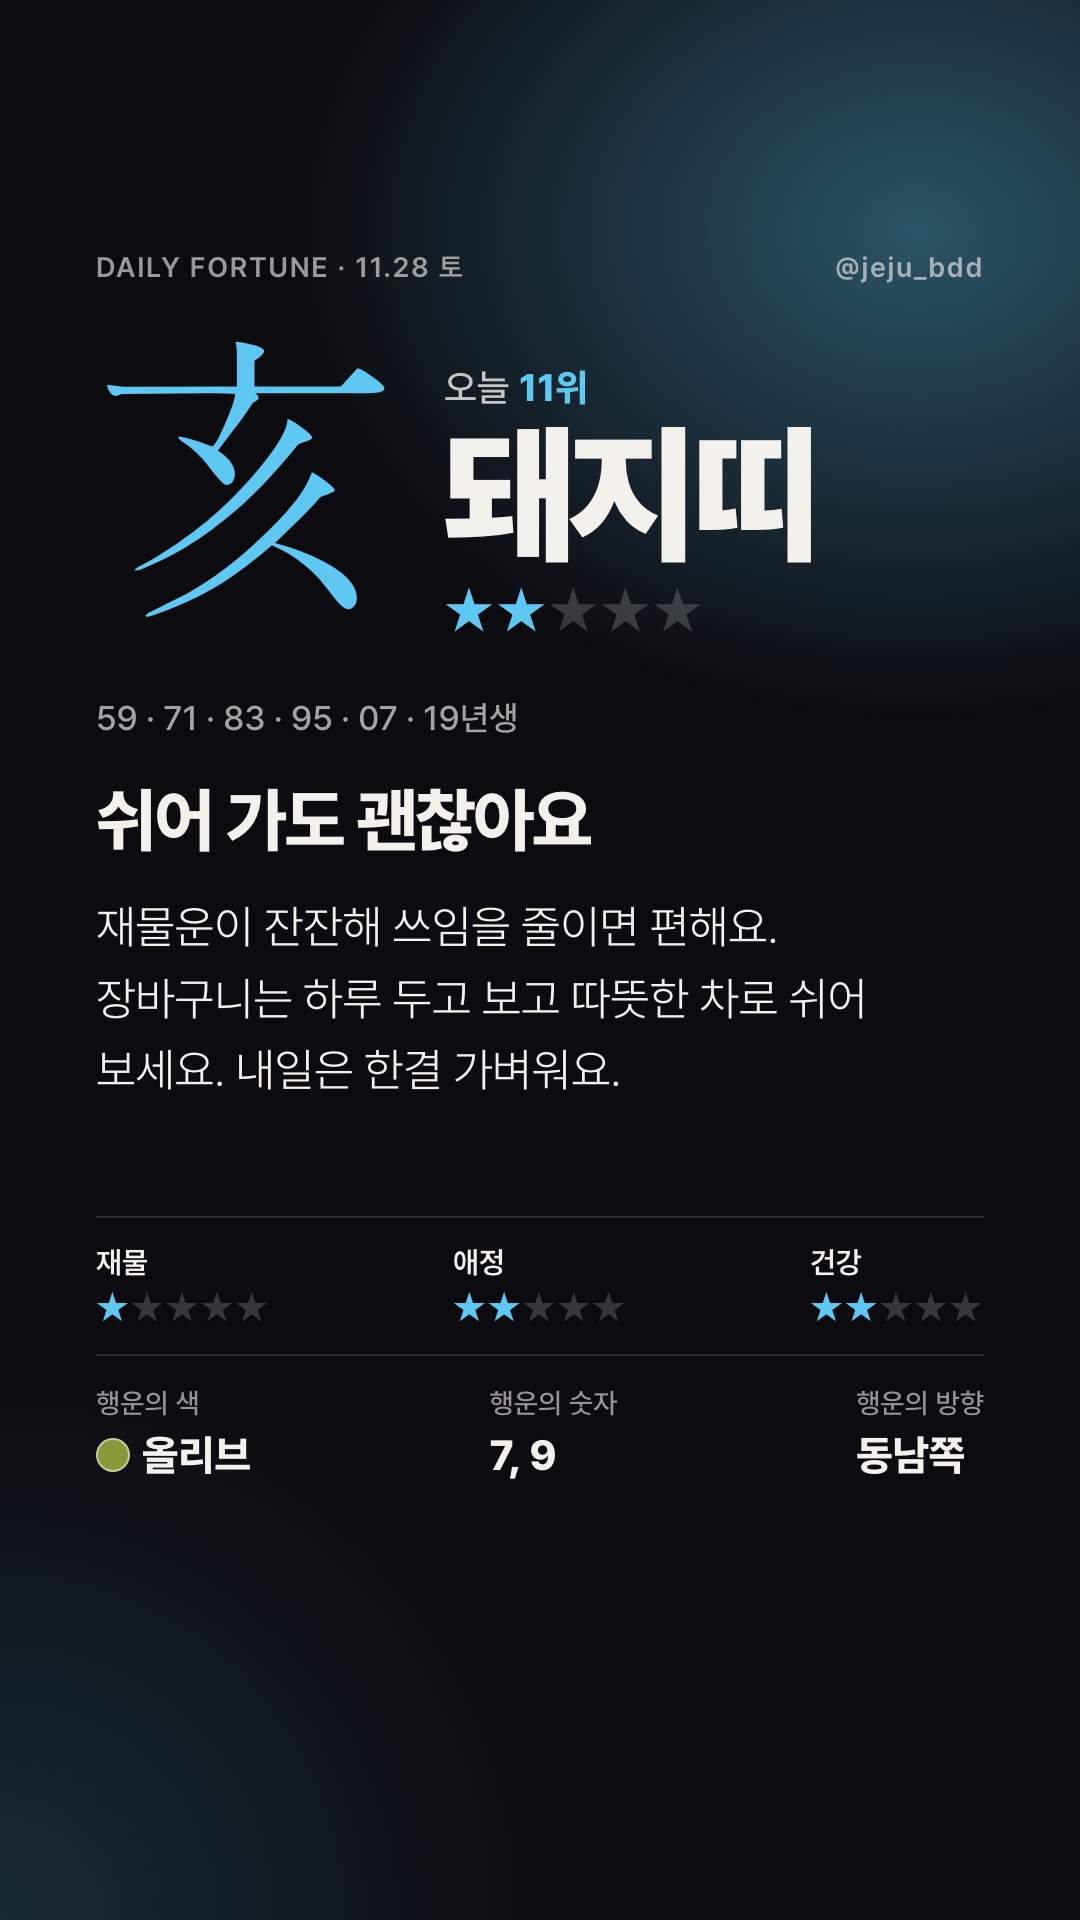 DAILY FORTUNE · 11.28 토
@jeju_bdd
亥
오늘 11위
돼지띠
★★★★★
59 · 71 · 83 · 95 · 07 · 19년생
쉬어 가도 괜찮아요
재물운이 잔잔해 쓰임을 줄이면 편해요.
장바구니는 하루 두고 보고 따뜻한 차로 쉬어
보세요. 내일은 한결 가벼워요.
재물 애정 건강
★★★★★ ★★★★★ ★★★★★
행운의 색 행운의 숫자 행운의 방향
올리브 7, 9 동남쪽